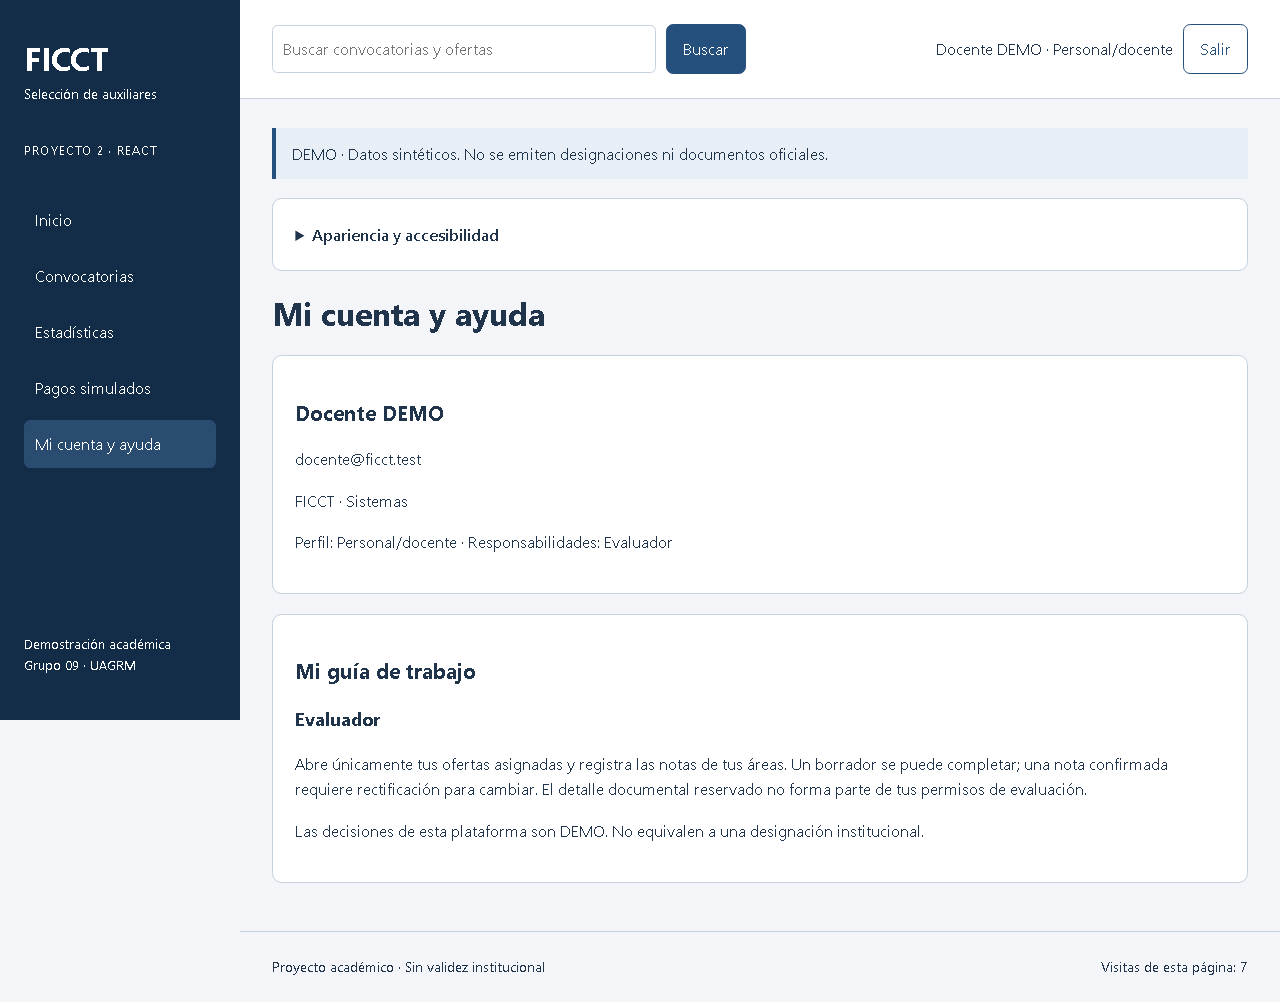 FICCT
Selección de auxiliares
PROYECTO 2 · REACT
Inicio
Convocatorias
Estadísticas
Pagos simulados
Mi cuenta y ayuda
Demostración académica
Grupo 09 · UAGRM
Buscar convocatorias y ofertas
Buscar
Docente DEMO · Personal/docente
Salir
DEMO · Datos sintéticos. No se emiten designaciones ni documentos oficiales.
Apariencia y accesibilidad
Mi cuenta y ayuda
Docente DEMO
docente@ficct.test
FICCT · Sistemas
Perfil: Personal/docente · Responsabilidades: Evaluador
Mi guía de trabajo
Evaluador
Abre únicamente tus ofertas asignadas y registra las notas de tus áreas. Un borrador se puede completar; una nota confirmada
requiere rectificación para cambiar. El detalle documental reservado no forma parte de tus permisos de evaluación.
Las decisiones de esta plataforma son DEMO. No equivalen a una designación institucional.
Proyecto académico · Sin validez institucional
Visitas de esta página: 7